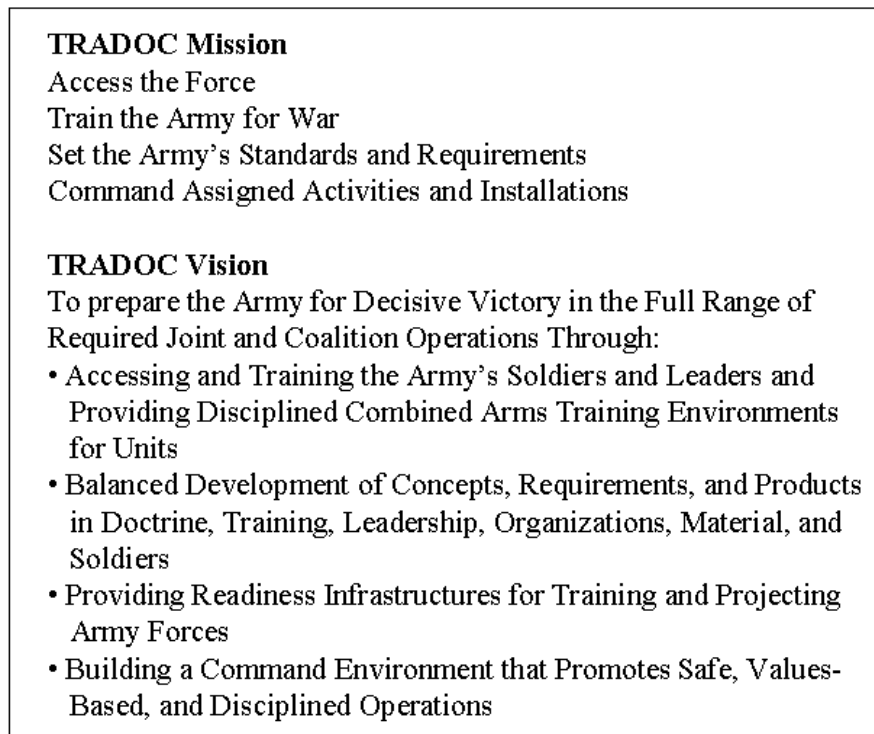 TRADOC Mission
Access the Force
Train the Army for War
Set the Army's Standards and Requirements
Command Assigned Activities and Installations
TRADOC Vision
To prepare the Army for Decisive Victory in the Full Range of
Required Joint and Coalition Operations Through:
• Accessing and Training the Army's Soldiers and Leaders and
Providing Disciplined Combined Arms Training Environments
for Units
• Balanced Development of Concepts, Requirements, and Products
in Doctrine, Training, Leadership, Organizations, Material, and
Soldiers
• Providing Readiness Infrastructures for Training and Projecting
Army Forces
• Building a Command Environment that Promotes Safe, Values-
Based, and Disciplined Operations